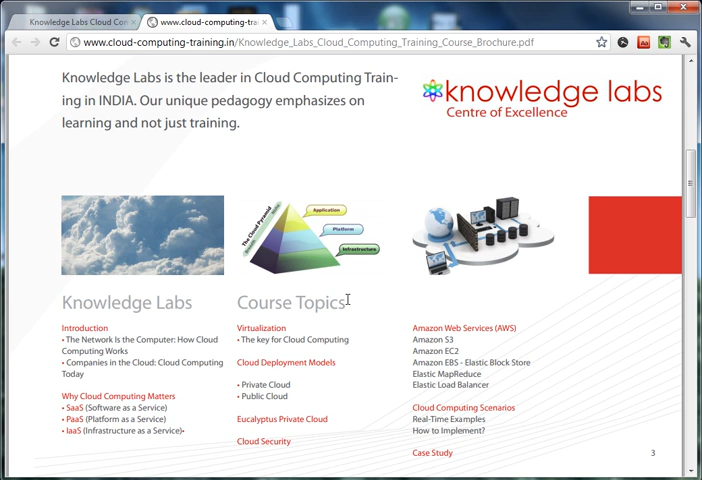 Knowledge Labs Cloud Con
www.cloud-computing-train
www.cloud-computing-training.in/Knowledge_Labs_Cloud_Computing_Training_Course_Brochure.pdf
Knowledge Labs is the leader in Cloud Computing Train-
ing in INDIA. Our unique pedagogy emphasizes on
learning and not just training.
knowledge labs
Centre of Excellence
The Cloud Pyramid
Application
Platform
Infrastructure
Knowledge Labs
Introduction
• The Network Is the Computer: How Cloud
Computing Works
• Companies in the Cloud: Cloud Computing
Today
Why Cloud Computing Matters
• SaaS (Software as a Service)
• PaaS (Platform as a Service)
• IaaS (Infrastructure as a Service)•
Course Topics
Virtualization
• The key for Cloud Computing
Cloud Deployment Models
• Private Cloud
• Public Cloud
Eucalyptus Private Cloud
Cloud Security
Amazon Web Services (AWS)
Amazon S3
Amazon EC2
Amazon EBS - Elastic Block Store
Elastic MapReduce
Elastic Load Balancer
Cloud Computing Scenarios
Real-Time Examples
How to Implement?
Case Study
3